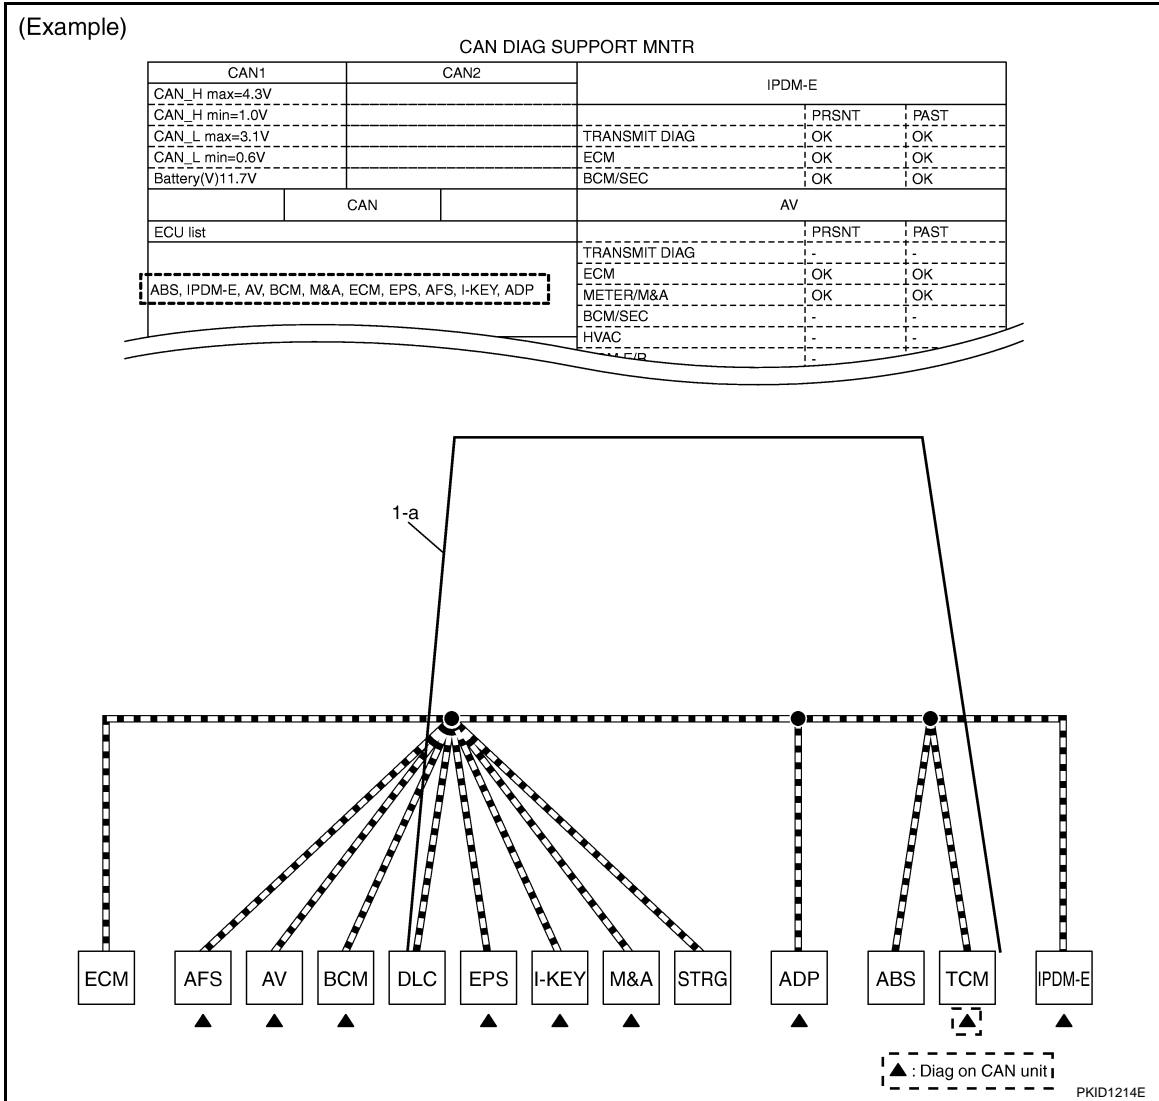 (Example)
CAN DIAG SUPPORT MNTR
CAN1 CAN2 IPDM-E
CAN_H max=4.3V
CAN_H min=1.0V PRSNT PAST
CAN_L max=3.1V TRANSMIT DIAG OK OK
CAN_L min=0.6V ECM OK OK
Battery(V)11.7V BCM/SEC OK OK
CAN AV
ECU list PRSNT PAST
TRANSMIT DIAG - -
ECM OK OK
ABS, IPDM-E, AV, BCM, M&A, ECM, EPS, AFS, I-KEY, ADP
METER/M&A OK OK
BCM/SEC - -
HVAC - -
-
1-a
ECM AFS AV BCM DLC EPS I-KEY M&A STRG ADP ABS TCM IPDM-E
▲ : Diag on CAN unit
PKID1214E